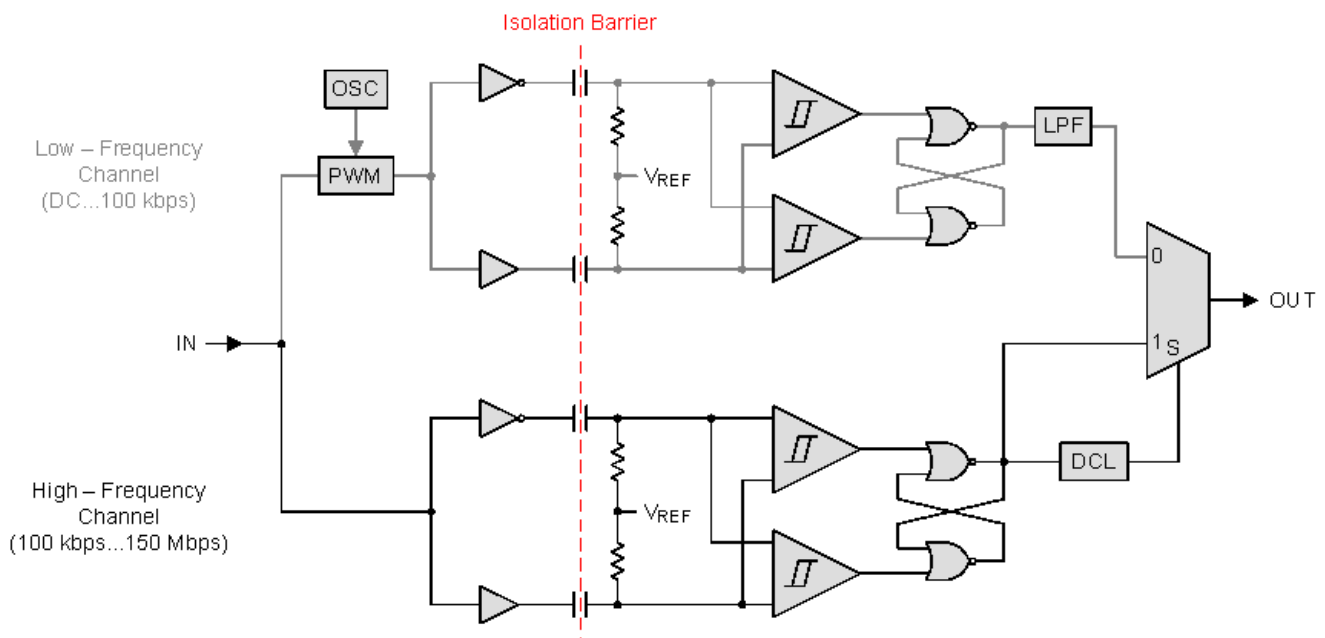 Isolation Barrier
OSC
Low – Frequency
Channel
(DC...100 kbps)
PWM
VREF
LPF
0
OUT
IN
1
S
High – Frequency
Channel
(100 kbps...150 Mbps)
VREF
DCL